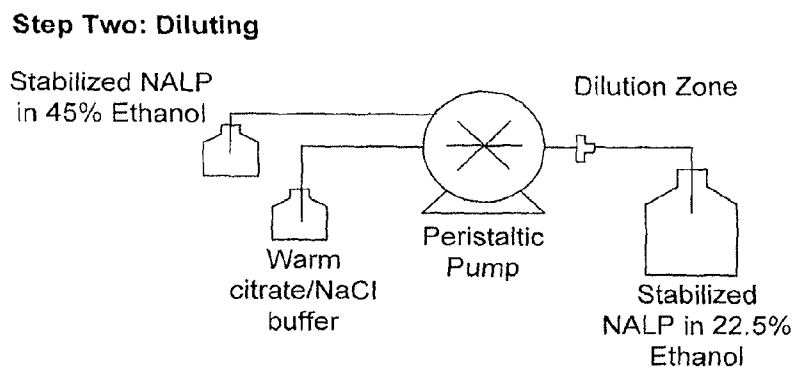 Step Two: Diluting
Stabilized NALP
in 45% Ethanol
Dilution Zone
Warm
citrate/NaCl
buffer
Peristaltic
Pump
Stabilized
NALP in 22.5%
Ethanol